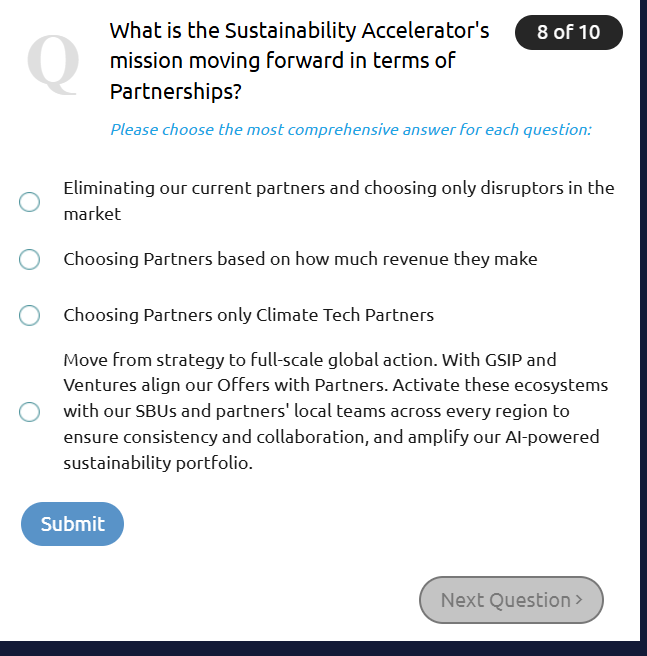 Q
What is the Sustainability Accelerator's
mission moving forward in terms of
Partnerships?
8 of 10
Please choose the most comprehensive answer for each question:
Eliminating our current partners and choosing only disruptors in the
market
Choosing Partners based on how much revenue they make
Choosing Partners only Climate Tech Partners
Move from strategy to full-scale global action. With GSIP and
Ventures align our Offers with Partners. Activate these ecosystems
with our SBUs and partners' local teams across every region to
ensure consistency and collaboration, and amplify our AI-powered
sustainability portfolio.
Submit
Next Question >